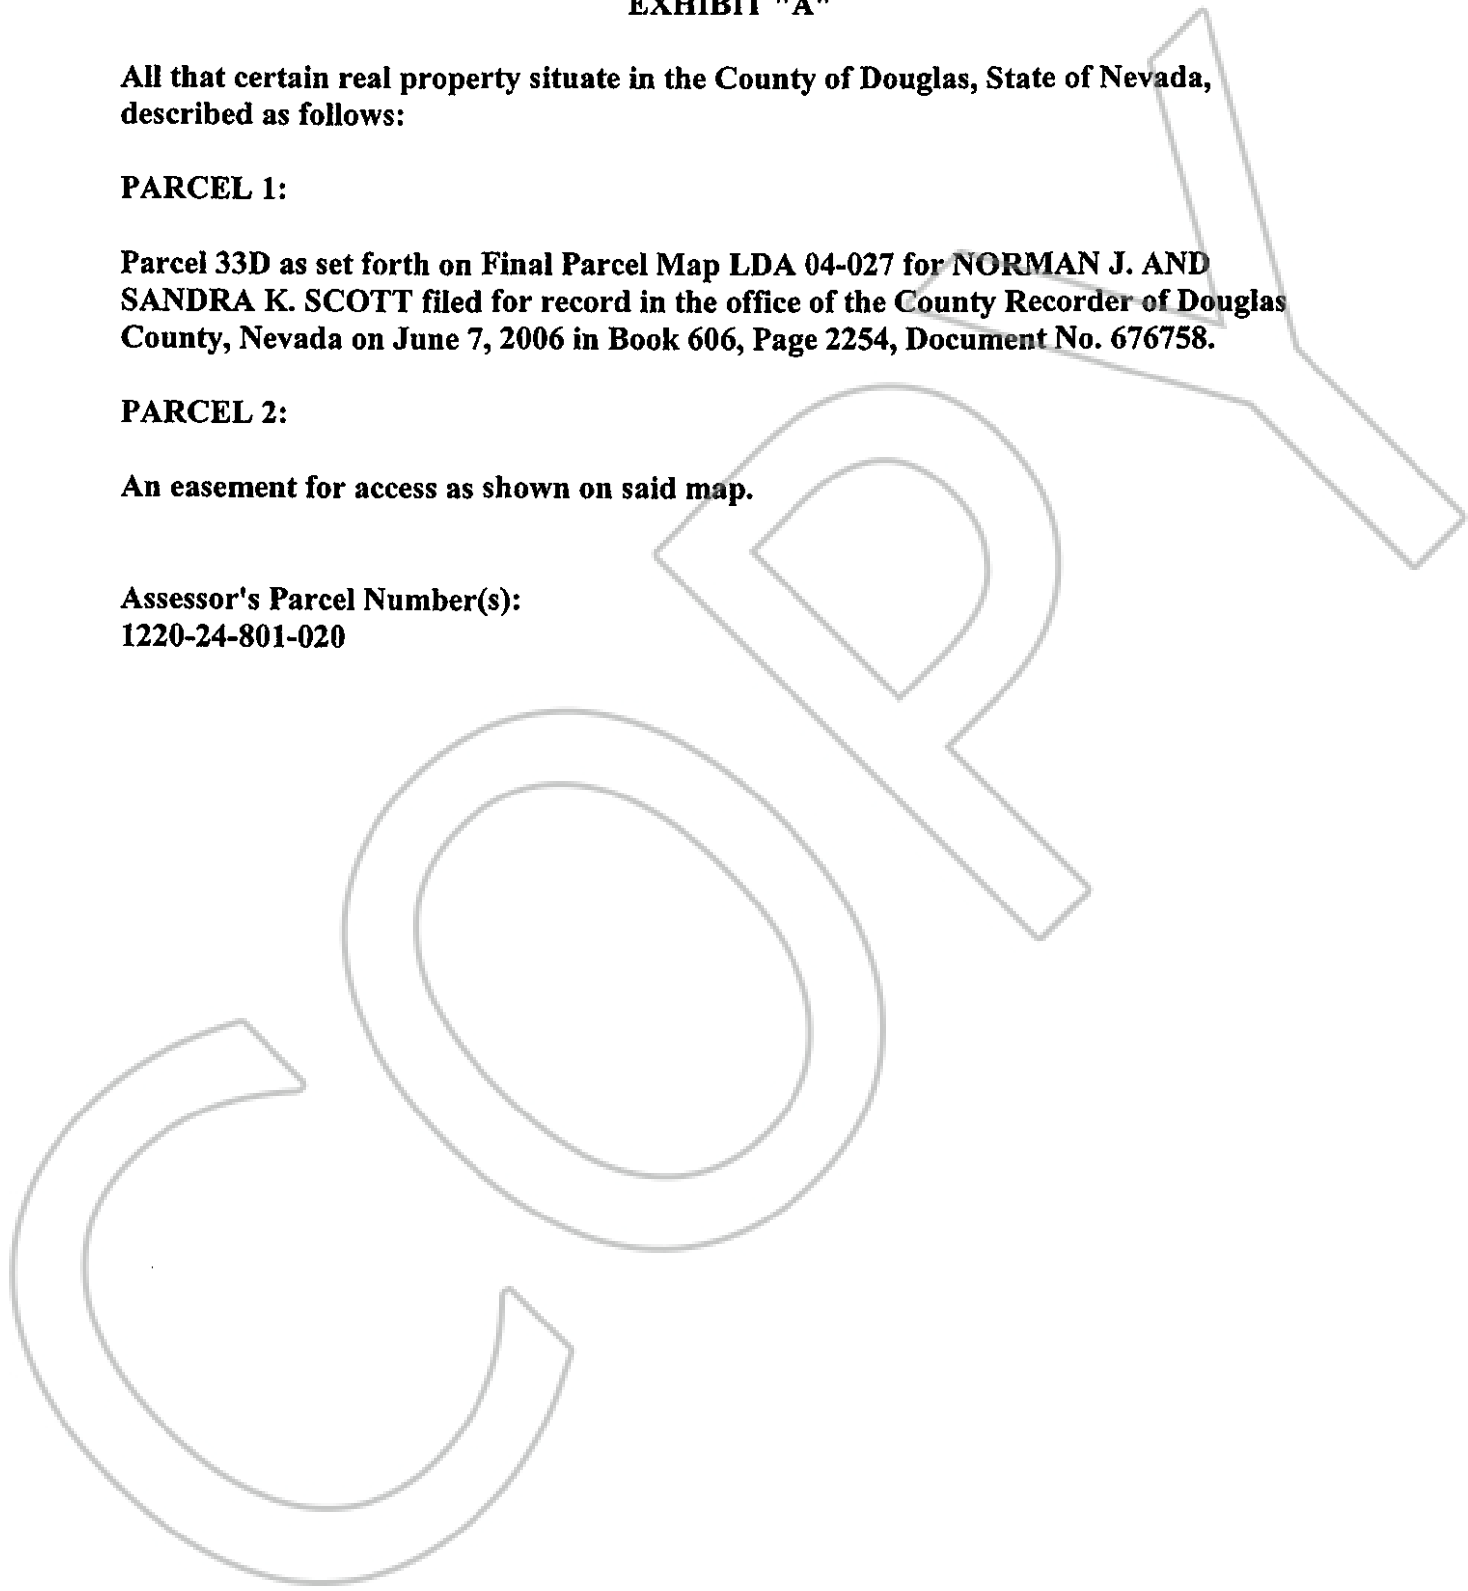 EXHIBIT "A"
All that certain real property situate in the County of Douglas, State of Nevada,
described as follows:
PARCEL 1:
Parcel 33D as set forth on Final Parcel Map LDA 04-027 for NORMAN J. AND
SANDRA K. SCOTT filed for record in the office of the County Recorder of Douglas
County, Nevada on June 7, 2006 in Book 606, Page 2254, Document No. 676758.
PARCEL 2:
An easement for access as shown on said map.
Assessor's Parcel Number(s):
1220-24-801-020
COPY